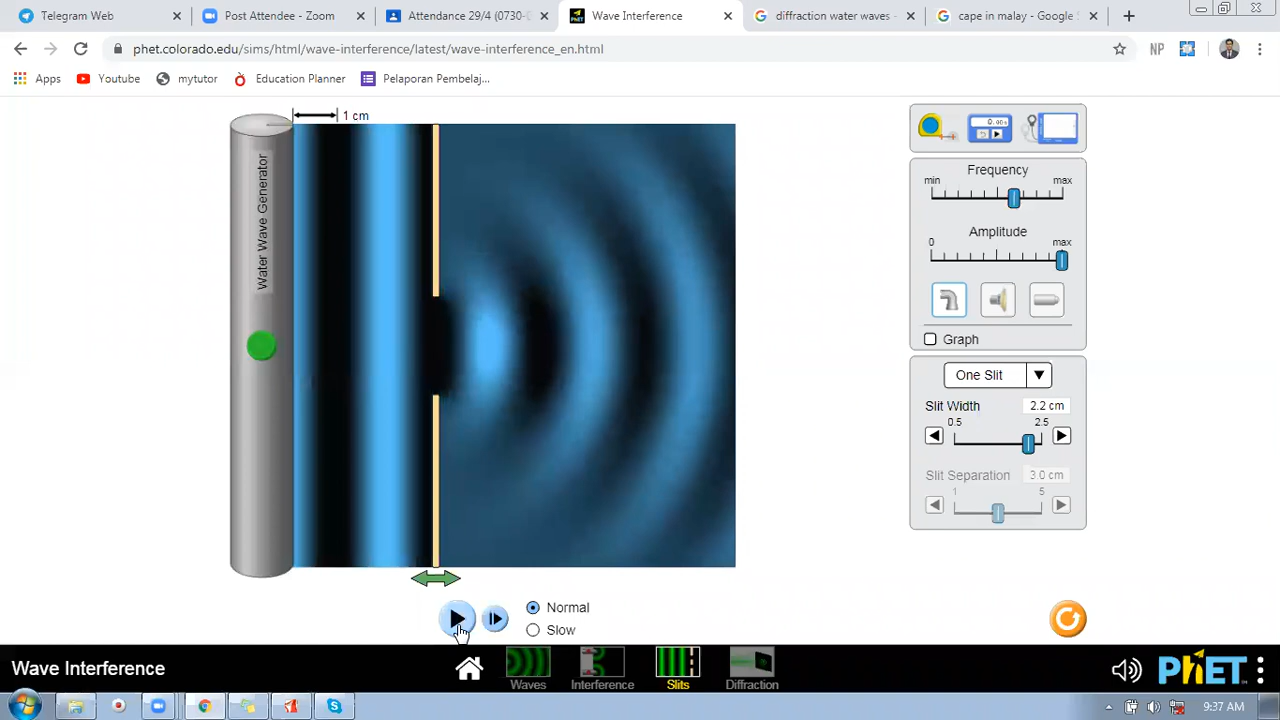 Telegram Web
Post Attendee - Zoom
Attendance 29/4 (0730-
Wave Interference
diffraction water waves -
cape in muay - Google S
phet.colorado.edu/sims/html/wave-interference/latest/wave-interference_en.html
NP
Apps
Youtube
mytutor
Education Planner
Pelaporan Pembelaj...
1 cm
Water Wave Generator
0.00s
Frequency
min
max
Amplitude
0
max
Graph
One Slit
Slit Width
2.2 cm
0.5
2.5
Slit Separation
3.0 cm
1
5
Normal
Slow
Wave Interference
Waves
Interference
Slits
Diffraction
PhET
9:37 AM